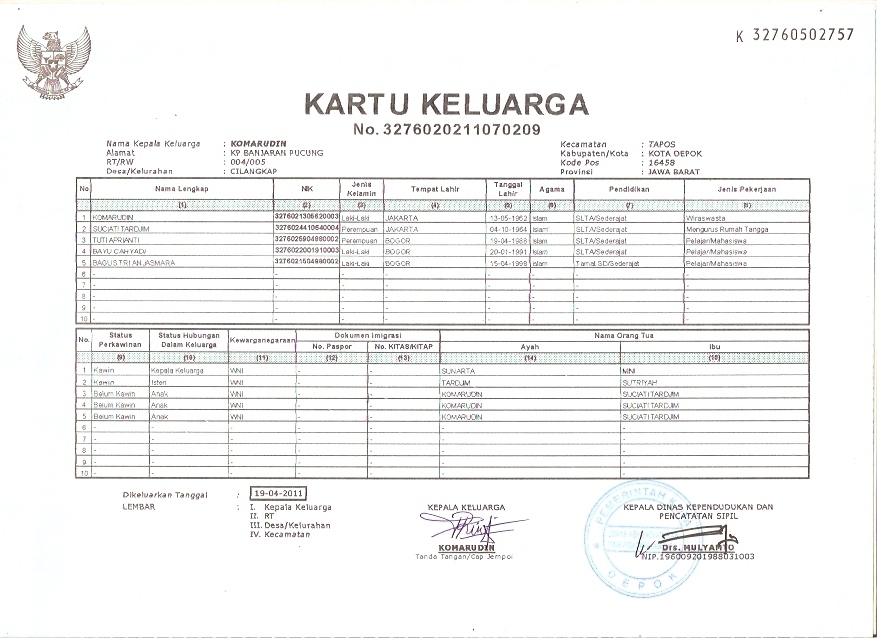 K 32760502757
KARTU KELUARGA
No. 3276020211070209
Nama Kepala Keluarga : KOMARUDIN
Alamat : KP BANJARAN PUCUNG
RT/RW : 004/005
Desa/Kelurahan : CILANGKAP
Kecamatan : TAPOS
Kabupaten/Kota : KOTA DEPOK
Kode Pos : 16458
Provinsi : JAWA BARAT
No Nama Lengkap NIK Jenis Kelamin Tempat Lahir Tanggal Lahir Agama Pendidikan Jenis Pekerjaan
(1) (2) (3) (4) (5) (6) (7) (8)
1 KOMARUDIN 3276021305620003 Laki-Laki JAKARTA 13-05-1962 Islam SLTA/Sederajat Wiraswasta
2 SUCIATI TARDJIM 3276024410640004 Perempuan JAKARTA 04-10-1964 Islam SLTA/Sederajat Mengurus Rumah Tangga
3 TUTI APRIANTI 3276025904880002 Perempuan BOGOR 19-04-1988 Islam SLTA/Sederajat Pelajar/Mahasiswa
4 BAYU CAHYADI 3276022001910003 Laki-Laki BOGOR 20-01-1991 Islam SLTA/Sederajat Pelajar/Mahasiswa
5 BAGUS TRI ANJASMARA 3276021504980002 Laki-Laki BOGOR 15-04-1998 Islam Tamat SD/Sederajat Pelajar/Mahasiswa
6 - - - - - - - -
7 - - - - - - - -
8 - - - - - - - -
9 - - - - - - - -
10 - - - - - - - -
No. Status Perkawinan Status Hubungan Dalam Keluarga Kewarganegaraan Dokumen Imigrasi Nama Orang Tua
No. Paspor No. KITAS/KITAP Ayah Ibu
(9) (10) (11) (12) (13) (14) (15)
1 Kawin Kepala Keluarga WNI - - SUNARTA MINI
2 Kawin Isteri WNI - - TARDJIM SUTRIYAH
3 Belum Kawin Anak WNI - - KOMARUDIN SUCIATI TARDJIM
4 Belum Kawin Anak WNI - - KOMARUDIN SUCIATI TARDJIM
5 Belum Kawin Anak WNI - - KOMARUDIN SUCIATI TARDJIM
6 - - - - - - -
7 - - - - - - -
8 - - - - - - -
9 - - - - - - -
10 - - - - - - -
Dikeluarkan Tanggal : 19-04-2011
LEMBAR : I. Kepala Keluarga
II. RT
III. Desa/Kelurahan
IV. Kecamatan
KEPALA KELUARGA
KOMARUDIN
Tanda Tangan/Cap Jempol
KEPALA DINAS KEPENDUDUKAN DAN
PENCATATAN SIPIL
Drs. MULYAMTO
NIP.196009201988031003
PEMERINTAH K
DEPOK